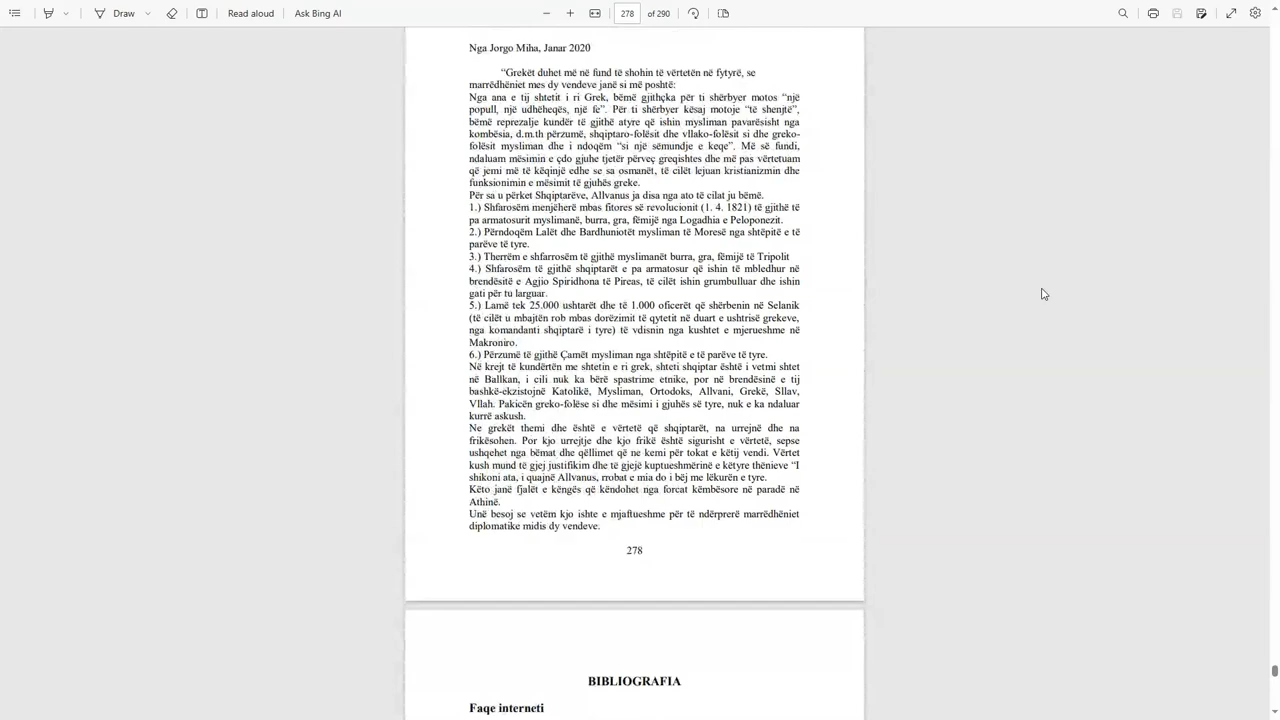 Draw
Read aloud
Ask Bing AI
278
of 290
Nga Jorgo Miha, Janar 2020
“Grekët duhet më në fund të shohin të vërtetën në fytyrë, se
marrëdhëniet mes dy vendeve janë si më poshtë:
Nga ana e tij shtetit i ri Grek, bëmë gjithçka për ti shërbyer motos “një
popull, një udhëheqës, një fe”. Për ti shërbyer kësaj motoje “të shenjtë”,
bëmë reprezalje kundër të gjithë atyre që ishin mysliman pavarësisht nga
kombësia, d.m.th përzumë, shqiptaro-folësit dhe vllako-folësit si dhe greko-
folësit mysliman dhe i ndoqëm “si një sëmundje e keqe”. Më së fundi,
ndaluam mësimin e çdo gjuhe tjetër përveç greqishtes dhe më pas vërtetuam
që jemi më të këqinjë edhe se sa osmanët, të cilët lejuan kristianizmin dhe
funksionimin e mësimit të gjuhës greke.
Për sa u përket Shqiptarëve, Allvanus ja disa nga ato të cilat ju bëmë.
1.) Shfarosëm menjëherë mbas fitores së revolucionit (1. 4. 1821) të gjithë të
pa armatosurit myslimanë, burra, gra, fëmijë nga Logadhia e Peloponezit.
2.) Përndoqëm Lalët dhe Bardhuniotët mysliman të Moresë nga shtëpitë e të
parëve të tyre.
3.) Therrëm e shfarrosëm të gjithë myslimanët burra, gra, fëmijë të Tripolit
4.) Shfarosëm të gjithë shqiptarët e pa armatosur që ishin të mbledhur në
brendësitë e Agjio Spiridhona të Pireas, të cilët ishin grumbulluar dhe ishin
gati për tu larguar.
5.) Lamë tek 25.000 ushtarët dhe të 1.000 oficerët që shërbenin në Selanik
(të cilët u mbajtën rob mbas dorëzimit të qytetit në duart e ushtrisë grekeve,
nga komandanti shqiptarë i tyre) të vdisnin nga kushtet e mjerueshme në
Makroniro.
6.) Përzumë të gjithë Çamët mysliman nga shtëpitë e të parëve të tyre.
Në krejt të kundërtën me shtetin e ri grek, shteti shqiptar është i vetmi shtet
në Ballkan, i cili nuk ka bërë spastrime etnike, por në brendësinë e tij
bashkë-ekzistojnë Katolikë, Mysliman, Ortodoks, Allvani, Grekë, Sllav,
Vllah. Pakicën greko-folëse si dhe mësimi i gjuhës së tyre, nuk e ka ndaluar
kurrë askush.
Ne grekët themi dhe është e vërtetë që shqiptarët, na urrejnë dhe na
frikësohen. Por kjo urrejtje dhe kjo frikë është sigurisht e vërtetë, sepse
ushqehet nga bëmat dhe qëllimet që ne kemi për tokat e këtij vendi. Vërtet
kush mund të gjej justifikim dhe të gjejë kuptueshmërinë e këtyre thënieve “I
shikoni ata, i quajnë Allvanus, rrobat e mia do i bëj me lëkurën e tyre.
Këto janë fjalët e këngës që këndohet nga forcat këmbësore në paradë në
Athinë.
Unë besoj se vetëm kjo ishte e mjaftueshme për të ndërprerë marrëdhëniet
diplomatike midis dy vendeve.
278
BIBLIOGRAFIA
Faqe interneti